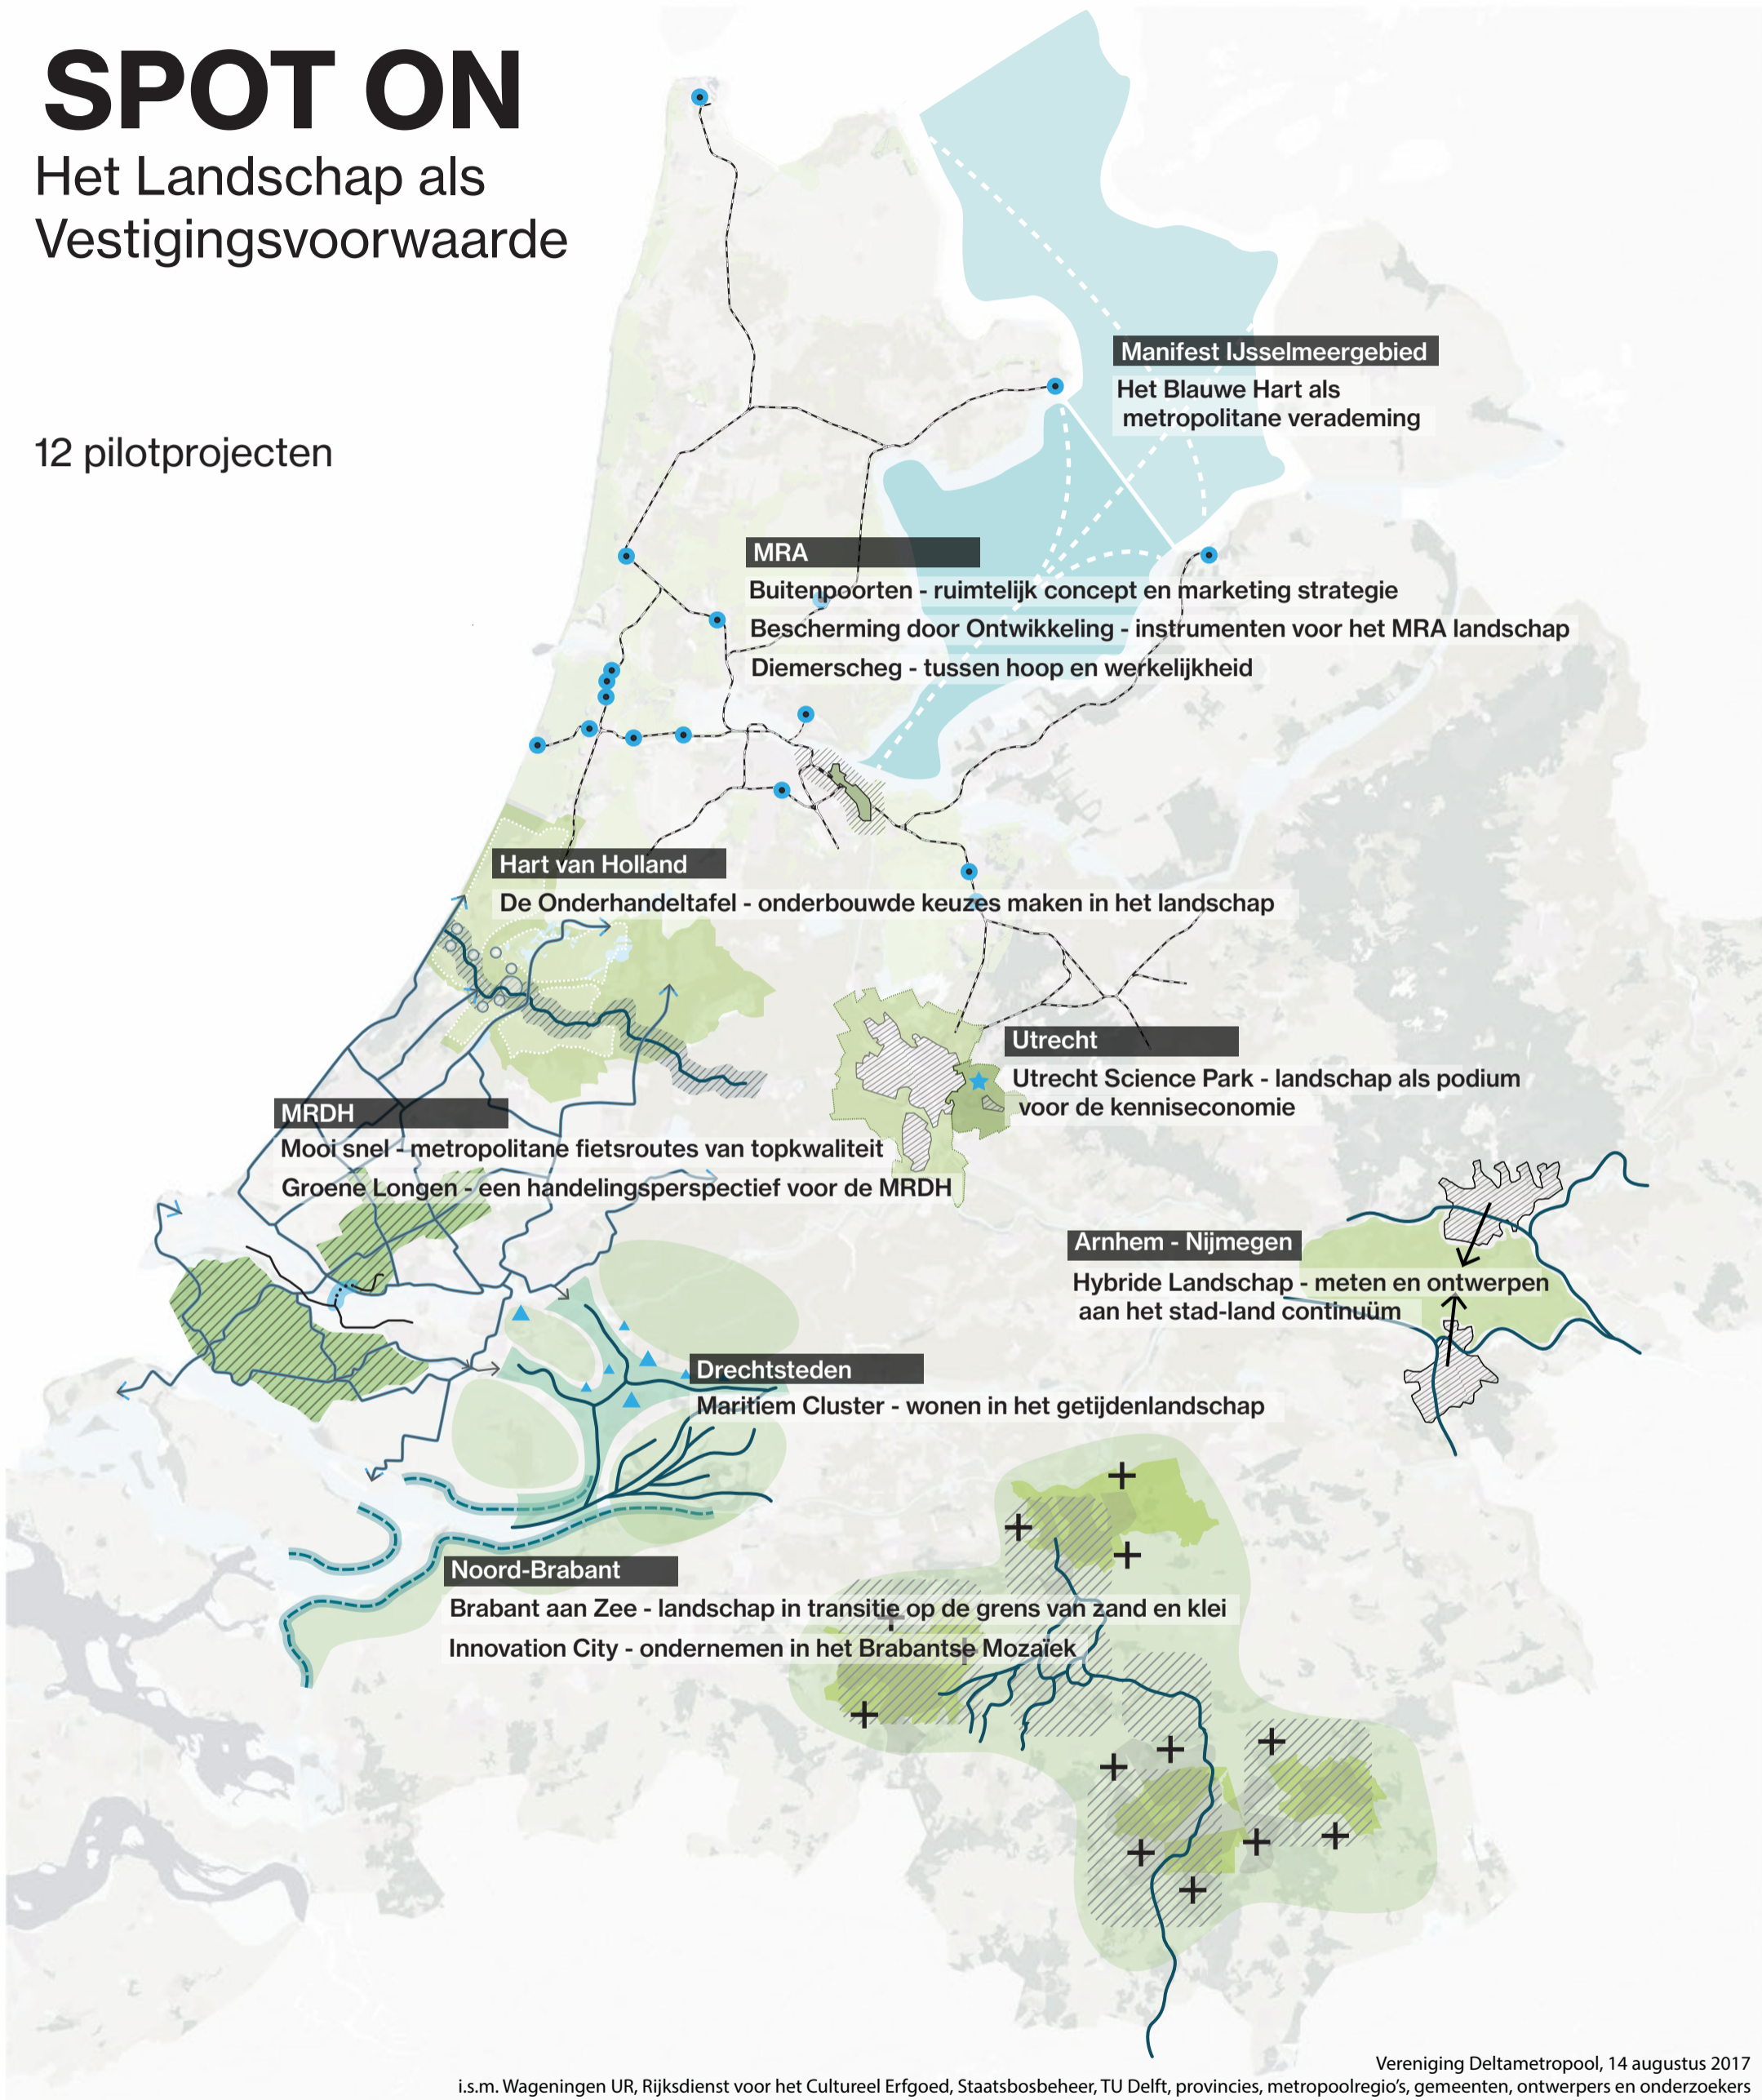 SPOT ON
Het Landschap als
Vestigingsvoorwaarde
12 pilotprojecten
Manifest IJsselmeergebied
Het Blauwe Hart als
metropolitane verademing
MRA
Buitenpoorten - ruimtelijk concept en marketing strategie
Bescherming door Ontwikkeling - instrumenten voor het MRA landschap
Diemerscheg - tussen hoop en werkelijkheid
Hart van Holland
De Onderhandeltafel - onderbouwde keuzes maken in het landschap
Utrecht
Utrecht Science Park - landschap als podium
voor de kenniseconomie
MRDH
Mooi snel - metropolitane fietsroutes van topkwaliteit
Groene Longen - een handelingsperspectief voor de MRDH
Arnhem - Nijmegen
Hybride Landschap - meten en ontwerpen
aan het stad-land continuüm
Drechtsteden
Maritiem Cluster - wonen in het getijdenlandschap
Noord-Brabant
Brabant aan Zee - landschap in transitie op de grens van zand en klei
Innovation City - ondernemen in het Brabantse Mozaïek
Vereniging Deltametropool, 14 augustus 2017
i.s.m. Wageningen UR, Rijksdienst voor het Cultureel Erfgoed, Staatsbosbeheer, TU Delft, provincies, metropoolregio's, gemeenten, ontwerpers en onderzoekers